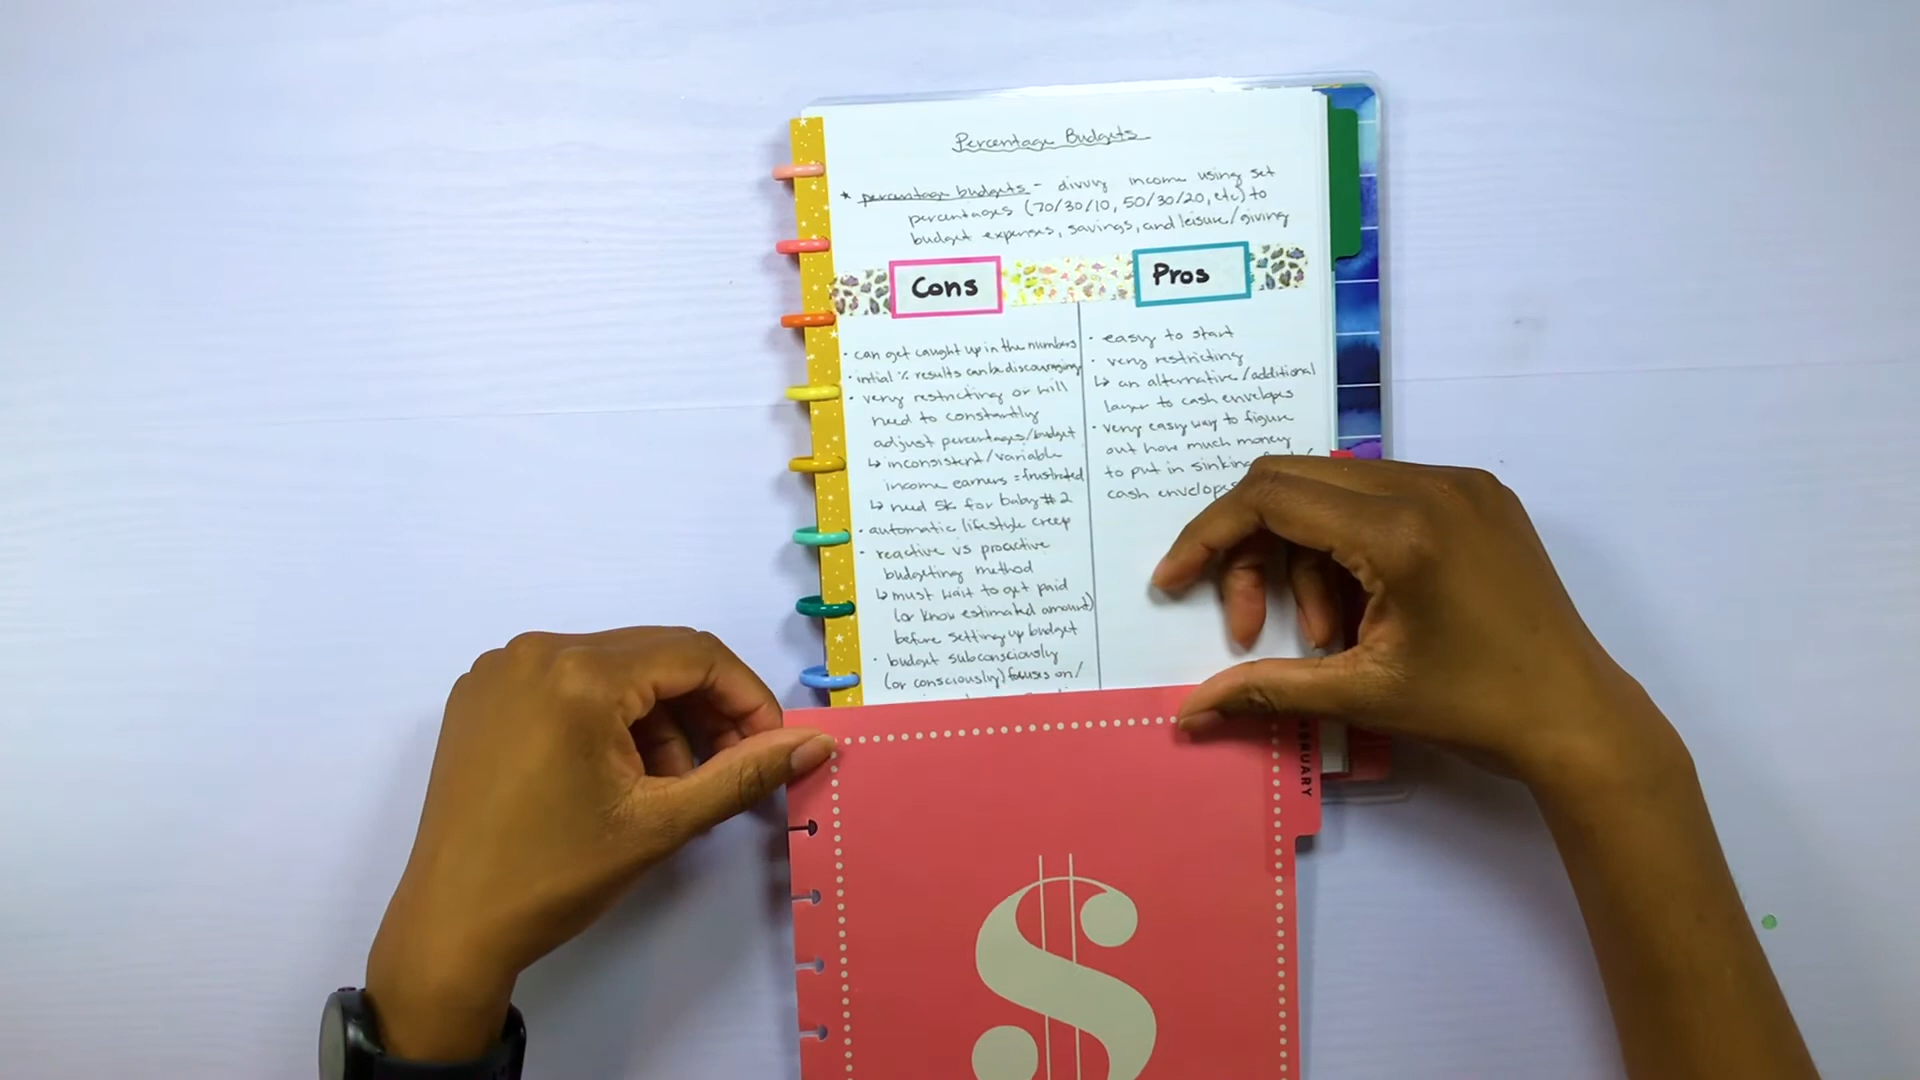 Percentage Budgets
* percentage budgets - divvy income using set
percentages (70/30/10, 50/30/20, etc) to
budget expenses, savings, and leisure/giving
Cons
· can get caught up in the numbers
· intial % results can be discouraging
· very restricting or will
need to constantly
adjust percentages/budget
↳ inconsistent/variable
income earners = frustrated
↳ need 5k for baby #2
· automatic lifestyle creep
· reactive vs proactive
budgeting method
↳ must wait to get paid
(or know estimated amount)
before setting up budget
· budget subconsciously
(or consciously) focuses on/
Pros
· easy to start
· very restricting
↳ an alternative/additional
layer to cash envelopes
· very easy way to figure
out how much money
to put in sinking
cash envelopes
BRUARY
$